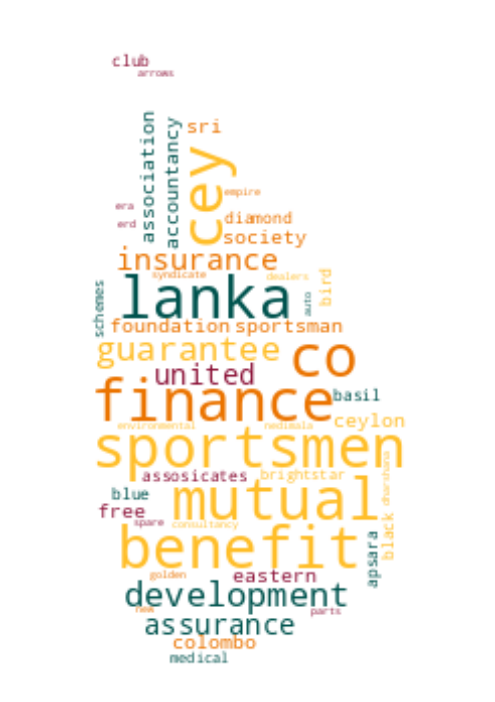 club
arrows
association
accountancy
sri
cey
empire
era
erd
diamond
society
insurance
syndicate
dealers
bird
schemes
lanka
auto
foundation
sportsman
guarantee
co
united
finance
basil
ceylon
environmental
nedimala
sportsmen
assosicates
brightstar
dharshana
blue
mutual
free
spare
consultancy
black
benefit
apsara
golden
eastern
development
new
parts
assurance
colombo
medical